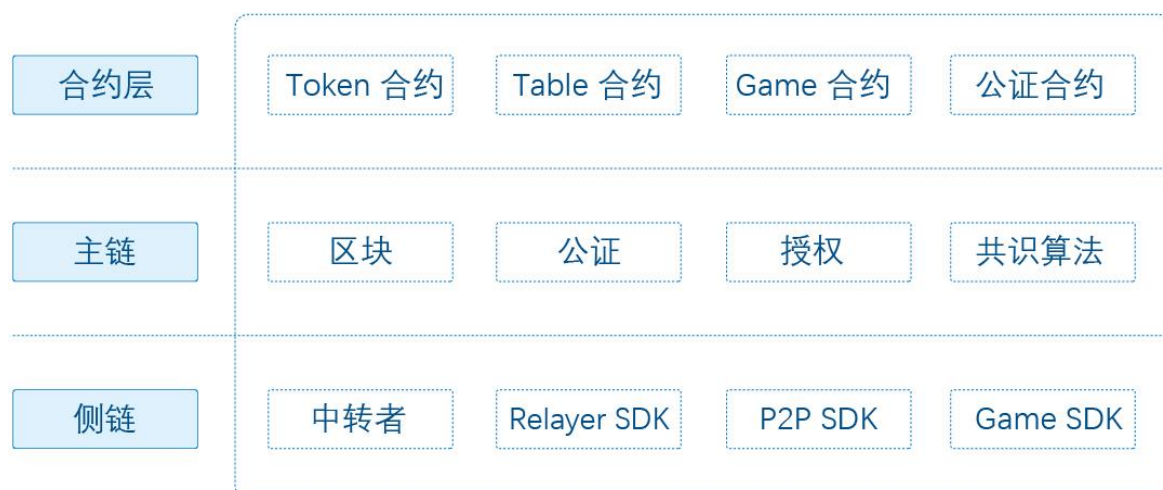 合约层 Token 合约 Table 合约 Game 合约 公证合约
主链 区块 公证 授权 共识算法
侧链 中转者 Relayer SDK P2P SDK Game SDK